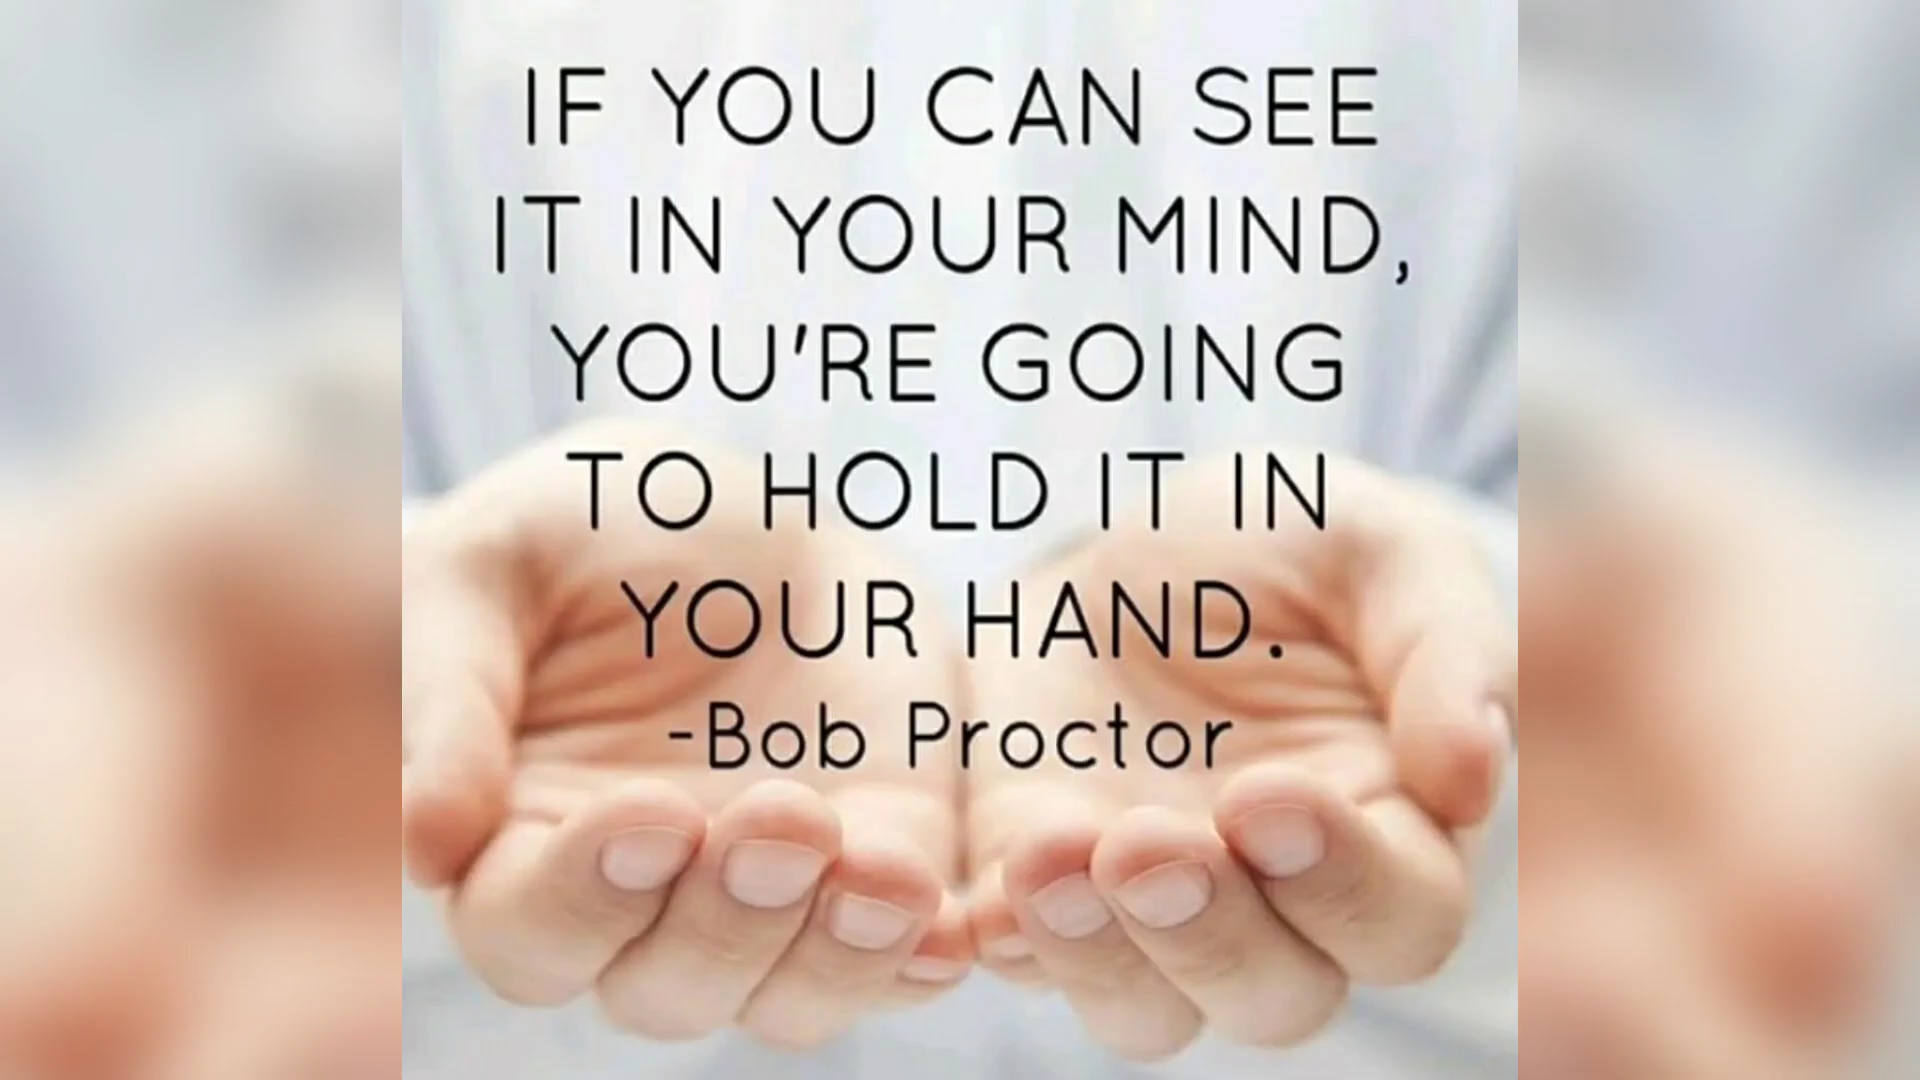 IF YOU CAN SEE
IT IN YOUR MIND,
YOU'RE GOING
TO HOLD IT IN
YOUR HAND.
-Bob Proctor